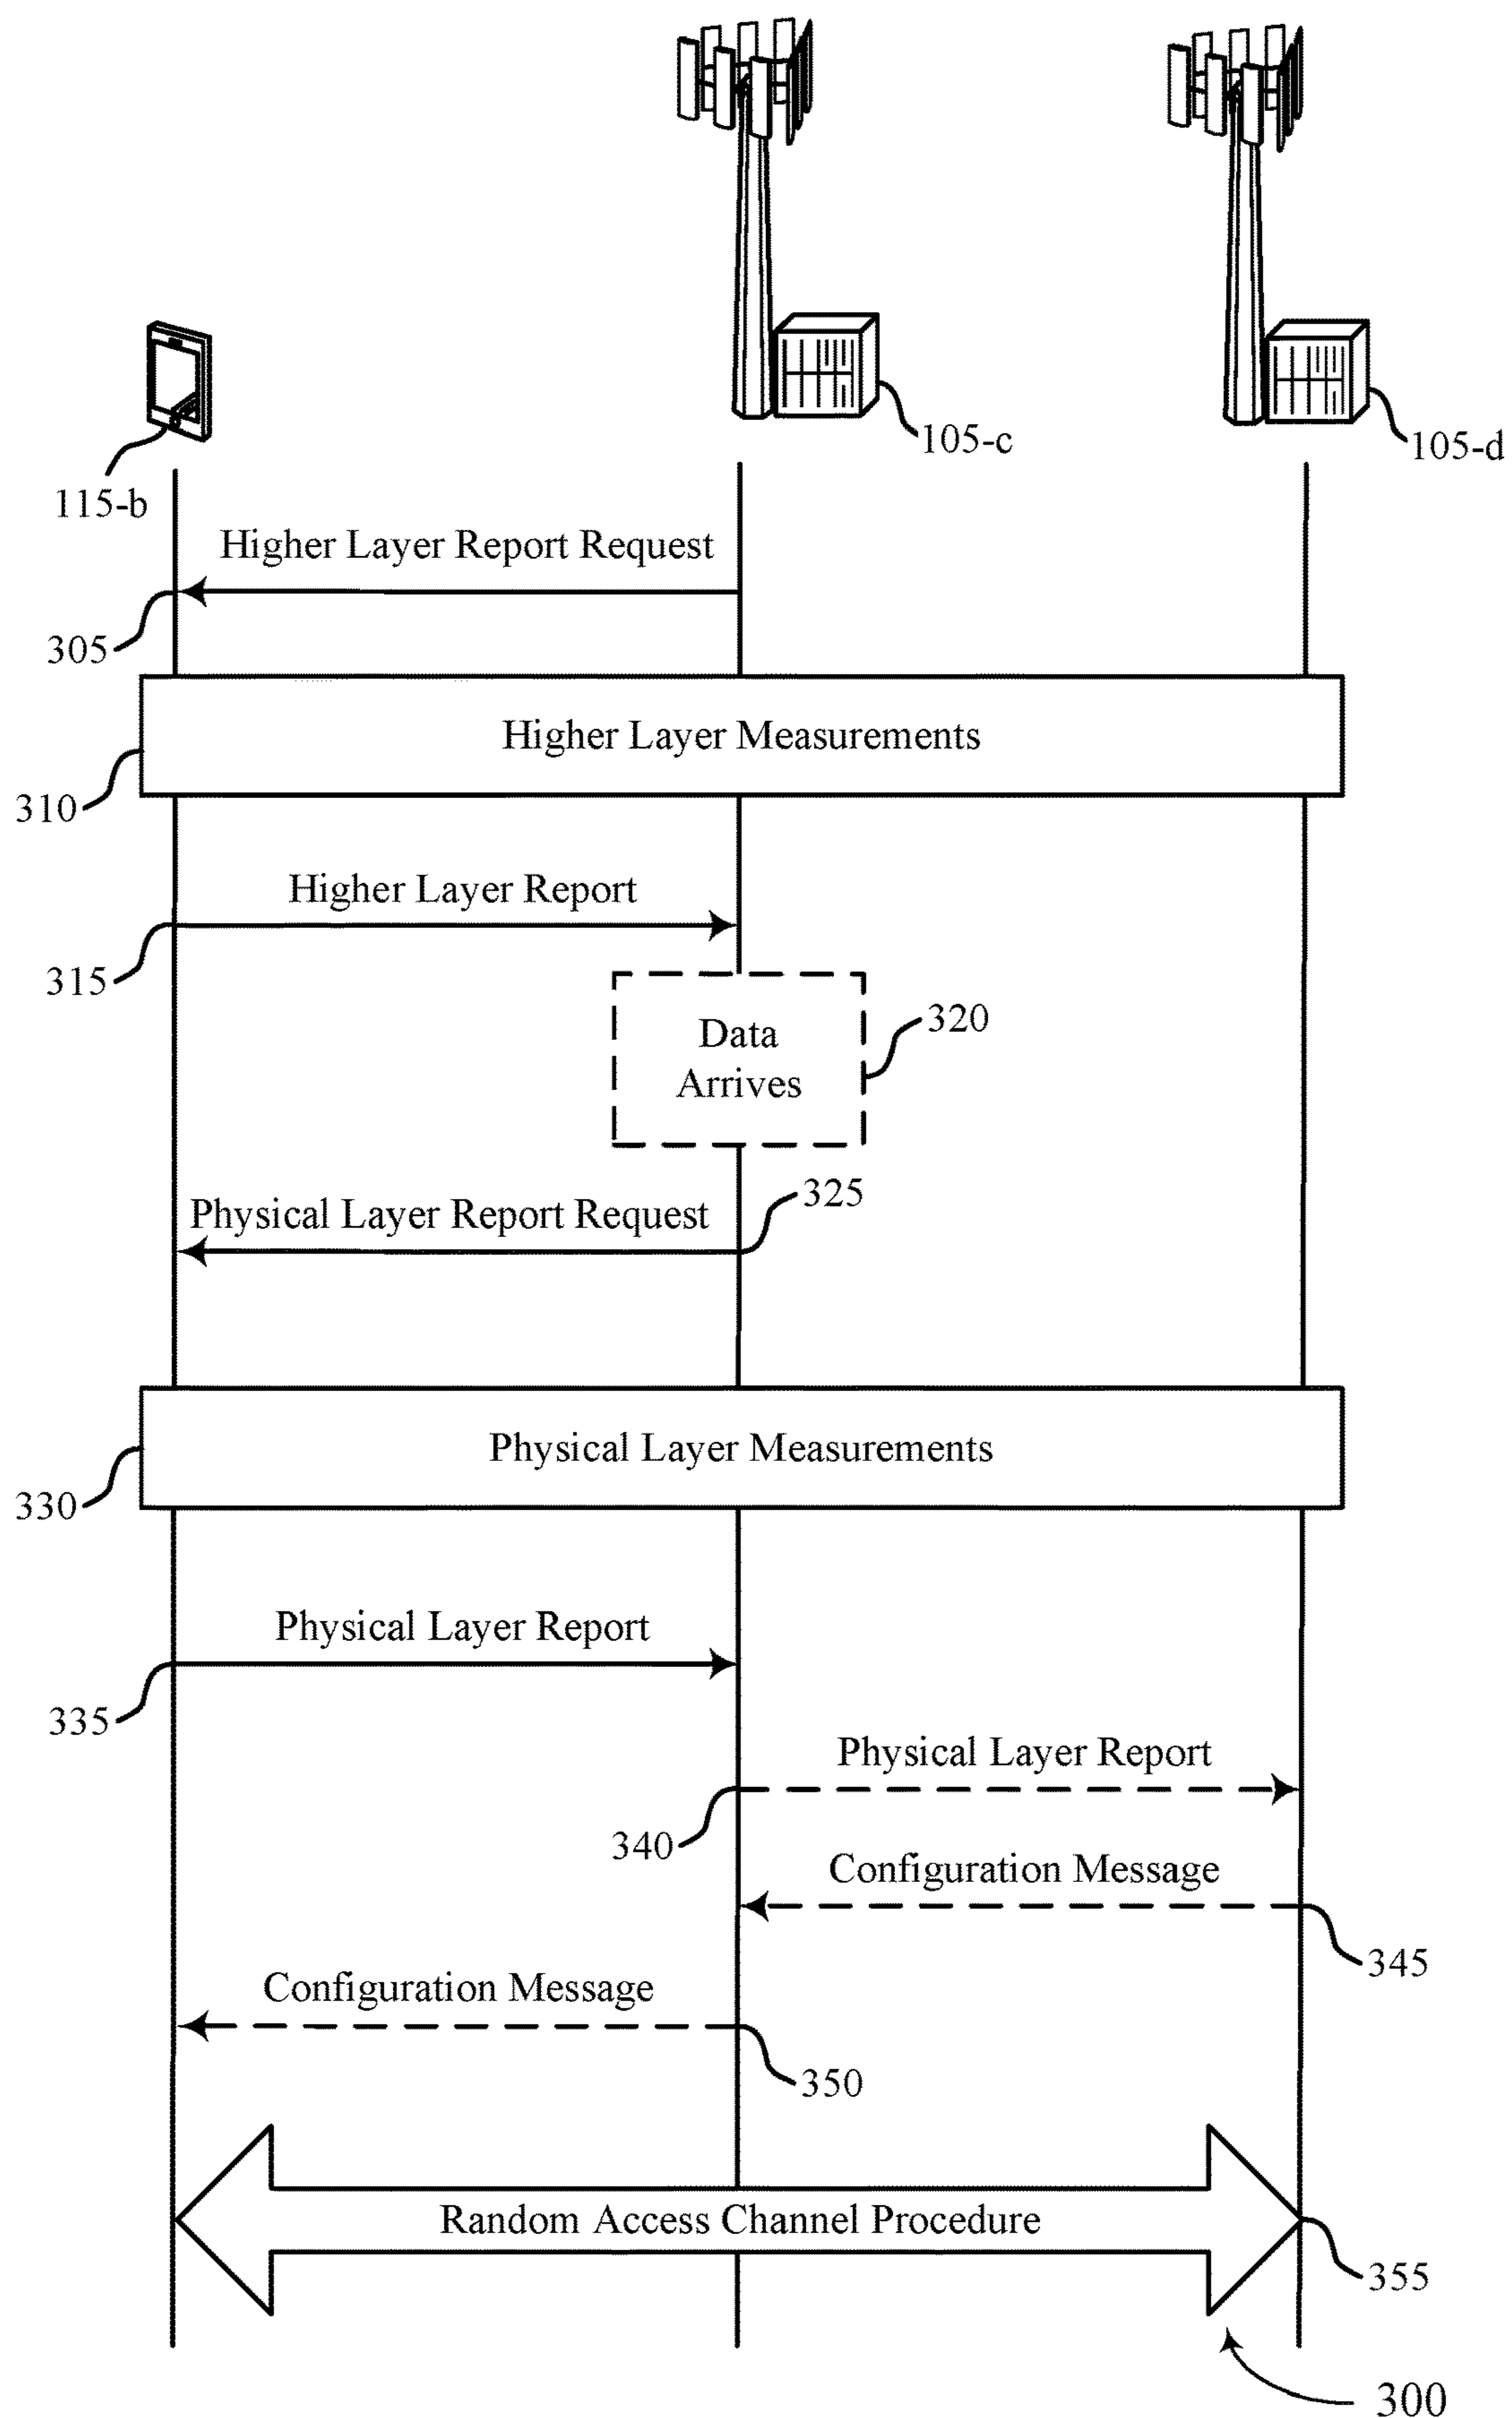 105-c
105-d
115-b
Higher Layer Report Request
305
Higher Layer Measurements
310
Higher Layer Report
315
Data
Arrives
320
325
Physical Layer Report Request
Physical Layer Measurements
330
Physical Layer Report
335
Physical Layer Report
340
Configuration Message
345
Configuration Message
350
Random Access Channel Procedure
355
300